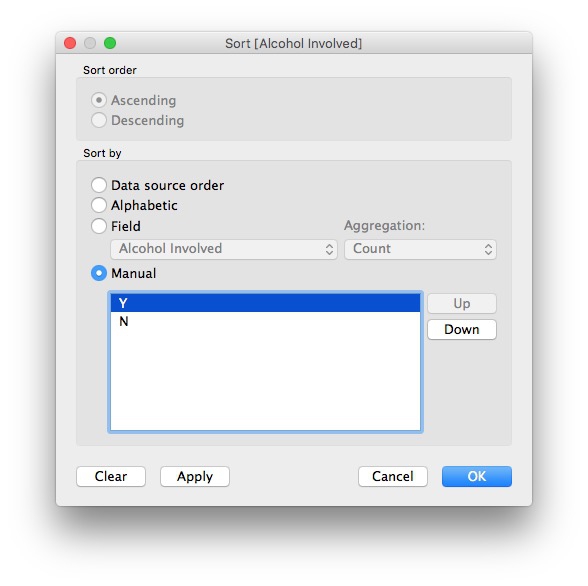 Sort [Alcohol Involved]
Sort order
Ascending
Descending
Sort by
Data source order
Alphabetic
Field
Aggregation:
Alcohol Involved
Count
Manual
Y
Up
N
Down
Clear
Apply
Cancel
OK